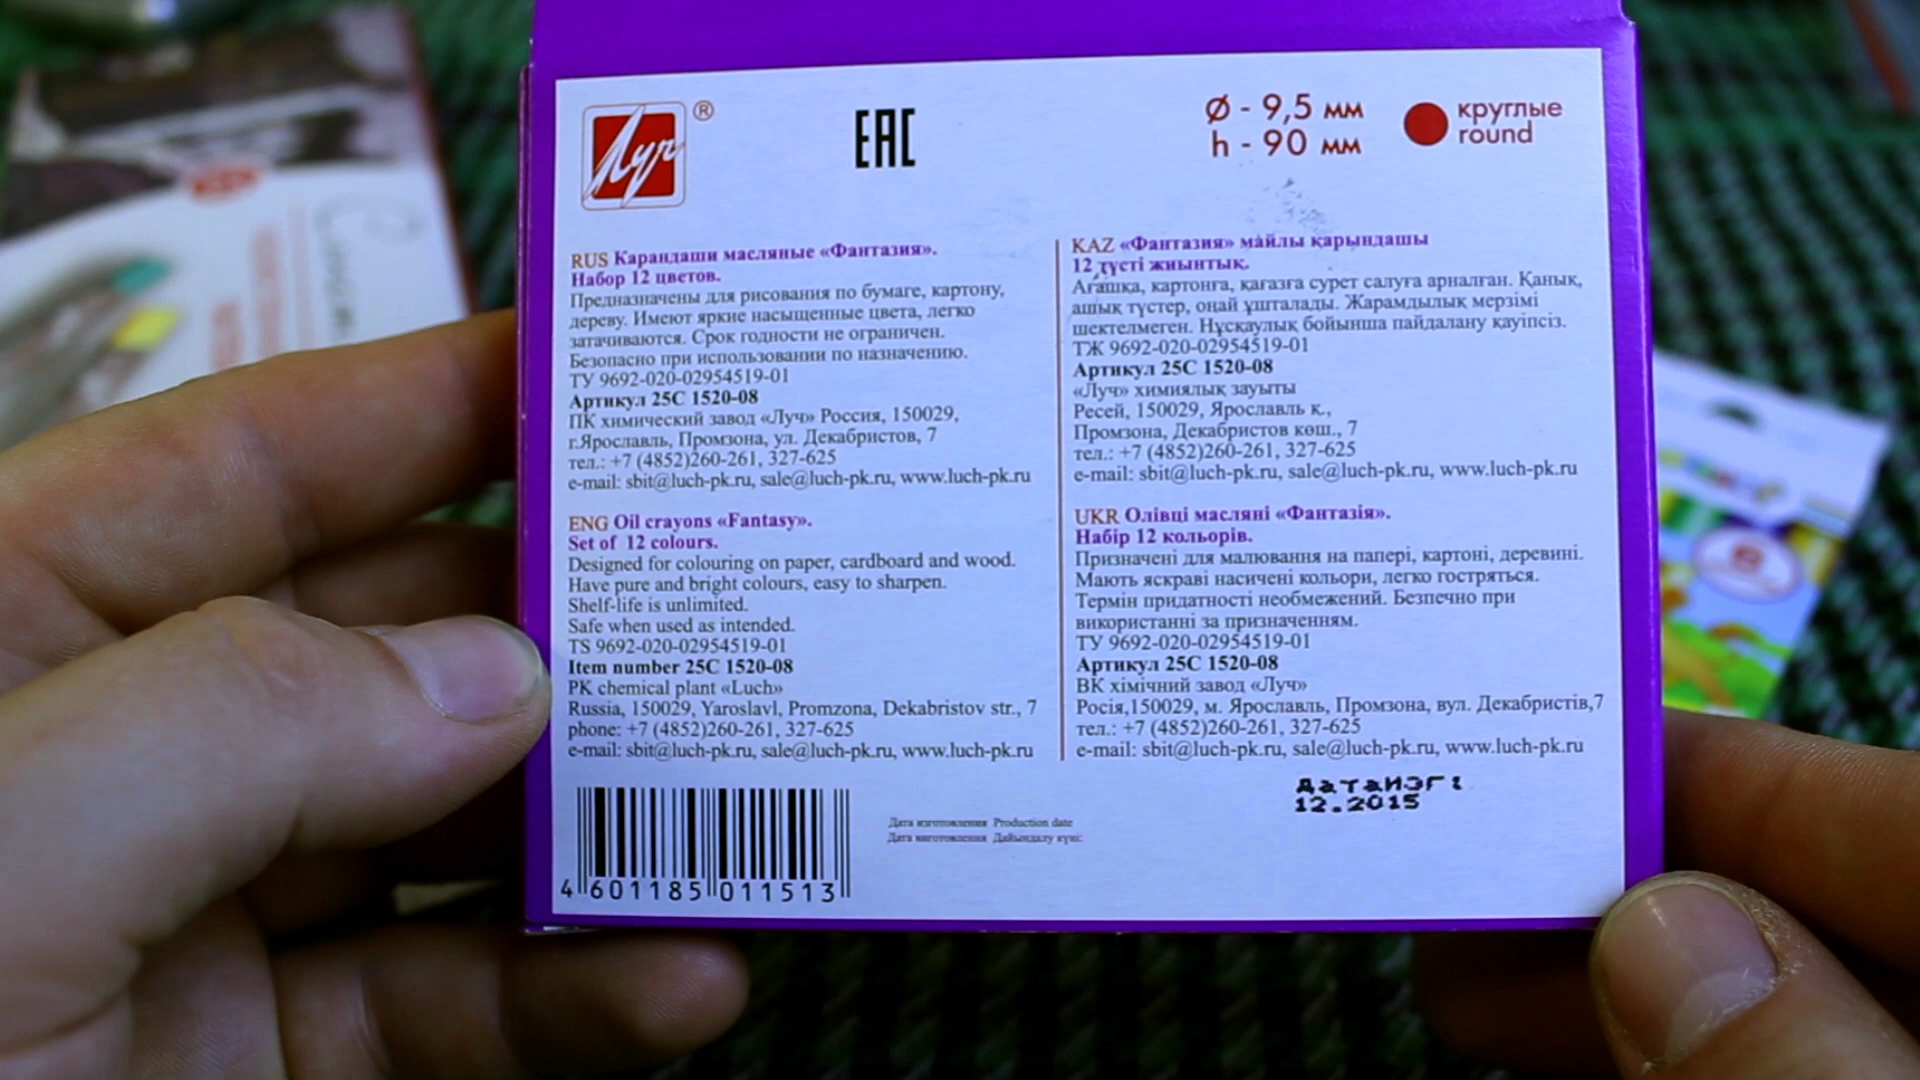 Луч ®
ЕАС
Ø - 9,5 мм
h - 90 мм
круглые
round
RUS Карандаши масляные «Фантазия».
Набор 12 цветов.
Предназначены для рисования по бумаге, картону,
дереву. Имеют яркие насыщенные цвета, легко
затачиваются. Срок годности не ограничен.
Безопасно при использовании по назначению.
ТУ 9692-020-02954519-01
Артикул 25С 1520-08
ПК химический завод «Луч» Россия, 150029,
г.Ярославль, Промзона, ул. Декабристов, 7
тел.: +7 (4852)260-261, 327-625
e-mail: sbit@luch-pk.ru, sale@luch-pk.ru, www.luch-pk.ru
ENG Oil crayons «Fantasy».
Set of 12 colours.
Designed for colouring on paper, cardboard and wood.
Have pure and bright colours, easy to sharpen.
Shelf-life is unlimited.
Safe when used as intended.
TS 9692-020-02954519-01
Item number 25C 1520-08
PK chemical plant «Luch»
Russia, 150029, Yaroslavl, Promzona, Dekabristov str., 7
phone: +7 (4852)260-261, 327-625
e-mail: sbit@luch-pk.ru, sale@luch-pk.ru, www.luch-pk.ru
KAZ «Фантазия» майлы қарындашы
12 түсті жиынтық.
Ағашқа, картонға, қағазға сурет салуға арналған. Қанық,
ашық түстер, оңай ұшталады. Жарамдылық мерзімі
шектелмеген. Нұсқаулық бойынша пайдалану қауіпсіз.
ТЖ 9692-020-02954519-01
Артикул 25С 1520-08
«Луч» химиялық зауыты
Ресей, 150029, Ярославль қ.,
Промзона, Декабристов көш., 7
тел.: +7 (4852)260-261, 327-625
e-mail: sbit@luch-pk.ru, sale@luch-pk.ru, www.luch-pk.ru
UKR Олівці масляні «Фантазія».
Набір 12 кольорів.
Призначені для малювання на папері, картоні, деревині.
Мають яскраві насичені кольори, легко гостряться.
Термін придатності необмежений. Безпечно при
використанні за призначенням.
ТУ 9692-020-02954519-01
Артикул 25С 1520-08
ВК хімічний завод «Луч»
Росія,150029, м. Ярославль, Промзона, вул. Декабристів,7
тел.: +7 (4852)260-261, 327-625
e-mail: sbit@luch-pk.ru, sale@luch-pk.ru, www.luch-pk.ru
4 601185 011513
Дата изготовления Production date
Дата виготовлення Дайындалу күні:
ДатаИЗГ:
12.2015